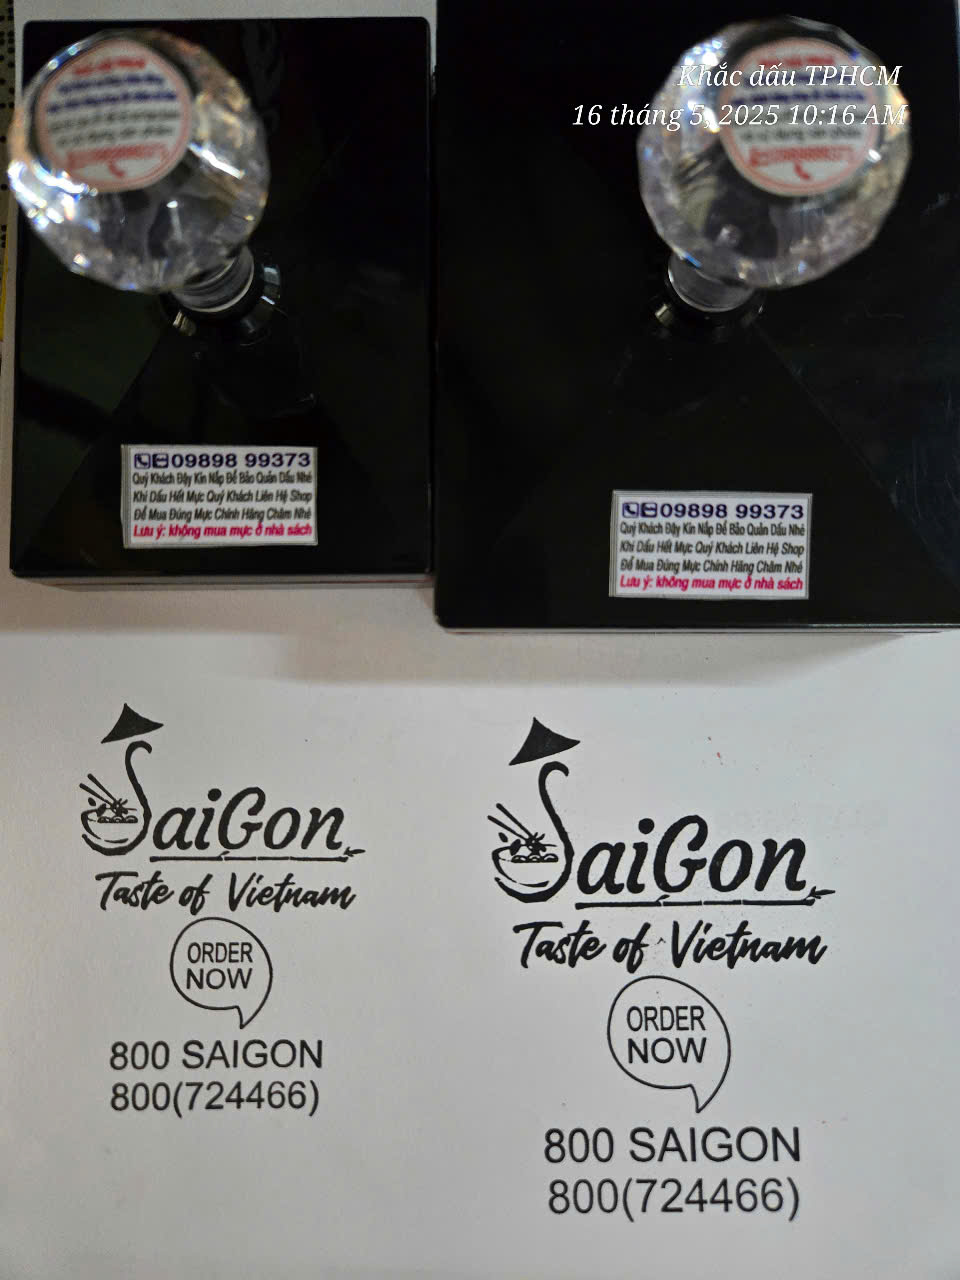 Khắc dấu TPHCM
16 tháng 5, 2025 10:16 AM
09898 99373
Quý Khách Đậy Kín Nắp Để Bảo Quản Dấu Nhé
Khi Dấu Hết Mực Quý Khách Liên Hệ Shop
Để Mua Đúng Mực Chính Hãng Châm Nhé
Lưu ý: không mua mực ở nhà sách
09898 99373
Quý Khách Đậy Kín Nắp Để Bảo Quản Dấu Nhé
Khi Dấu Hết Mực Quý Khách Liên Hệ Shop
Để Mua Đúng Mực Chính Hãng Châm Nhé
Lưu ý: không mua mực ở nhà sách
SaiGon
Taste of Vietnam
ORDER
NOW
800 SAIGON
800(724466)
SaiGon
Taste of Vietnam
ORDER
NOW
800 SAIGON
800(724466)